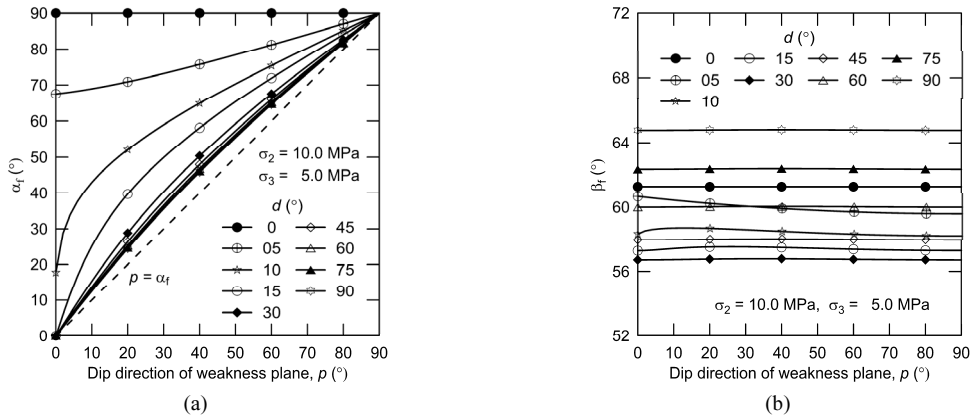 90
80
70
60
50
40
30
20
10
0
α_f (°)
σ₂ = 10.0 MPa
σ₃ = 5.0 MPa
d (°)
0 45
05 60
10 75
15 90
30
p = α_f
0 10 20 30 40 50 60 70 80 90
Dip direction of weakness plane, p (°)
(a)
72
68
64
60
56
52
β_f (°)
d (°)
0 15 45 75
05 30 60 90
10
σ₂ = 10.0 MPa, σ₃ = 5.0 MPa
0 10 20 30 40 50 60 70 80 90
Dip direction of weakness plane, p (°)
(b)